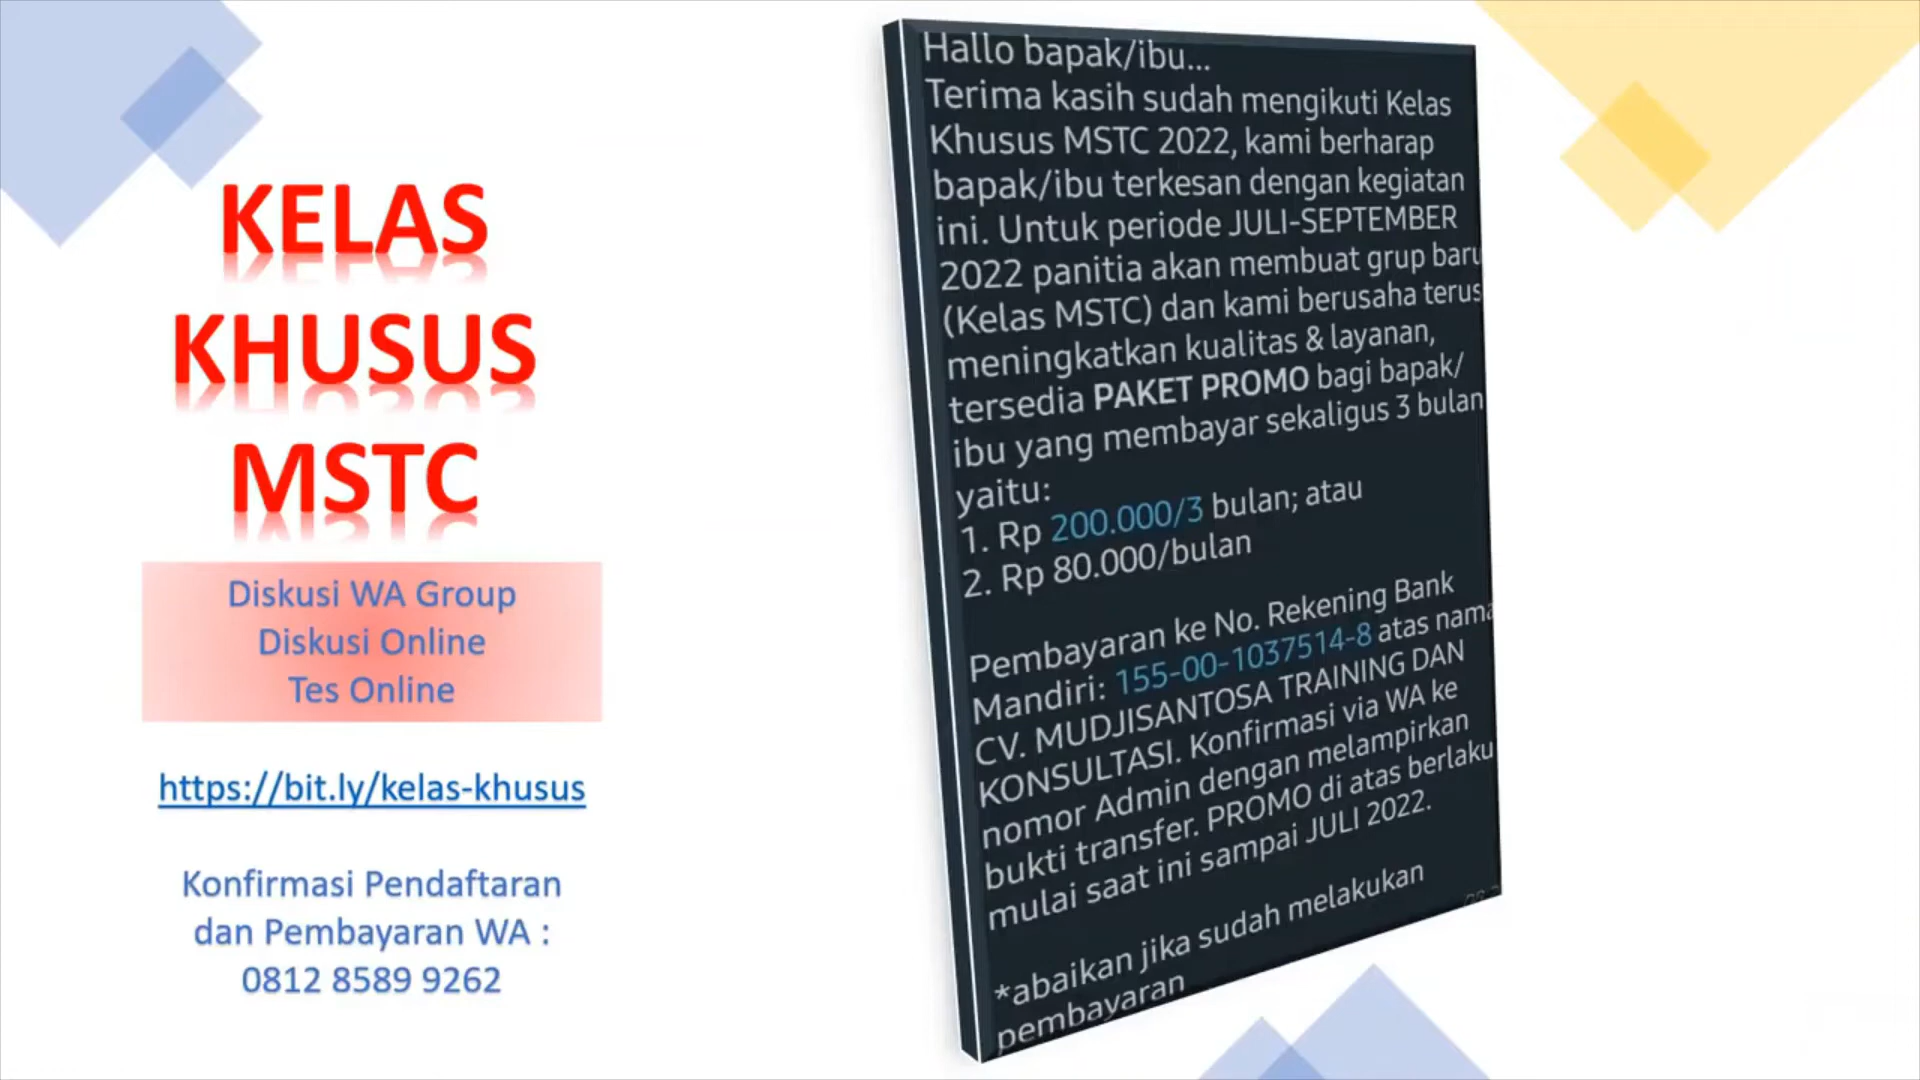 KELAS
KHUSUS
MSTC
Diskusi WA Group
Diskusi Online
Tes Online
https://bit.ly/kelas-khusus
Konfirmasi Pendaftaran
dan Pembayaran WA :
0812 8589 9262
Hallo bapak/ibu...
Terima kasih sudah mengikuti Kelas
Khusus MSTC 2022, kami berharap
bapak/ibu terkesan dengan kegiatan
ini. Untuk periode JULI-SEPTEMBER
2022 panitia akan membuat grup baru
(Kelas MSTC) dan kami berusaha terus
meningkatkan kualitas & layanan,
tersedia PAKET PROMO bagi bapak/
ibu yang membayar sekaligus 3 bulan
yaitu:
1. Rp 200.000/3 bulan; atau
2. Rp 80.000/bulan
Pembayaran ke No. Rekening Bank
Mandiri: 155-00-1037514-8 atas nama
CV. MUDJISANTOSA TRAINING DAN
KONSULTASI. Konfirmasi via WA ke
nomor Admin dengan melampirkan
bukti transfer. PROMO di atas berlaku
mulai saat ini sampai JULI 2022.
*abaikan jika sudah melakukan
pembayaran